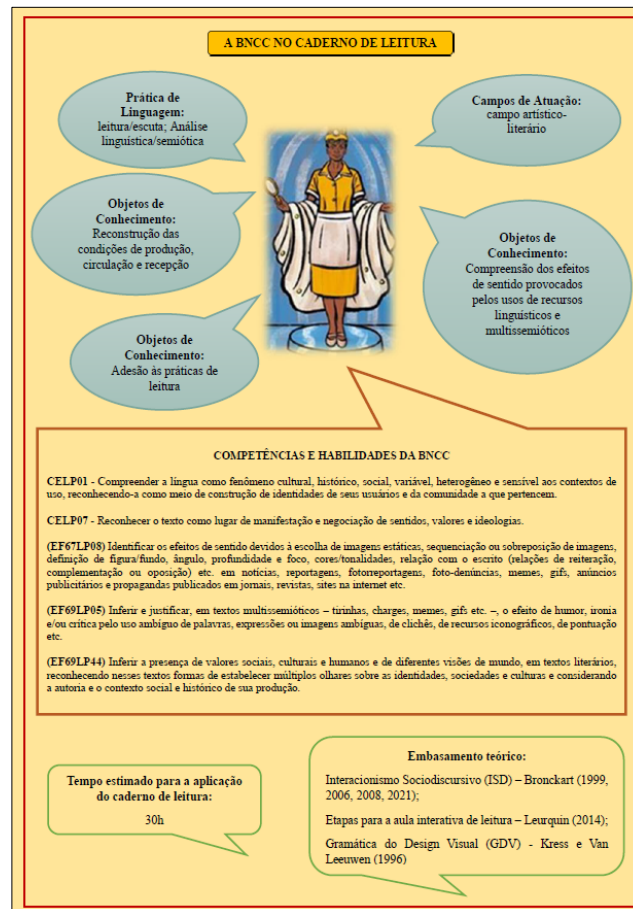 A BNCC NO CADERNO DE LEITURA
Prática de
Linguagem:
leitura/escuta; Análise
linguística/semiótica
Campos de Atuação:
campo artístico-
literário
Objetos de
Conhecimento:
Reconstrução das
condições de produção,
circulação e recepção
Objetos de
Conhecimento:
Compreensão dos efeitos
de sentido provocados
pelos usos de recursos
linguísticos e
multissemióticos
Objetos de
Conhecimento:
Adesão às práticas de
leitura
COMPETÊNCIAS E HABILIDADES DA BNCC
CELP01 - Compreender a língua como fenômeno cultural, histórico, social, variável, heterogêneo e sensível aos contextos de
uso, reconhecendo-a como meio de construção de identidades de seus usuários e da comunidade a que pertencem.
CELP07 - Reconhecer o texto como lugar de manifestação e negociação de sentidos, valores e ideologias.
(EF67LP08) Identificar os efeitos de sentido devidos à escolha de imagens estáticas, sequenciação ou sobreposição de imagens,
definição de figura/fundo, ângulo, profundidade e foco, cores/tonalidades, relação com o escrito (relações de reiteração,
complementação ou oposição) etc. em notícias, reportagens, fotorreportagens, foto-denúncias, memes, gifs, anúncios
publicitários e propagandas publicados em jornais, revistas, sites na internet etc.
(EF69LP05) Inferir e justificar, em textos multissemióticos – tirinhas, charges, memes, gifs etc. –, o efeito de humor, ironia
e/ou crítica pelo uso ambíguo de palavras, expressões ou imagens ambíguas, de clichês, de recursos iconográficos, de pontuação
etc.
(EF69LP44) Inferir a presença de valores sociais, culturais e humanos e de diferentes visões de mundo, em textos literários,
reconhecendo nesses textos formas de estabelecer múltiplos olhares sobre as identidades, sociedades e culturas e considerando
a autoria e o contexto social e histórico de sua produção.
Tempo estimado para a aplicação
do caderno de leitura:
30h
Embasamento teórico:
Interacionismo Sociodiscursivo (ISD) – Bronckart (1999,
2006, 2008, 2021);
Etapas para a aula interativa de leitura – Leurquin (2014);
Gramática do Design Visual (GDV) - Kress e Van
Leeuwen (1996)